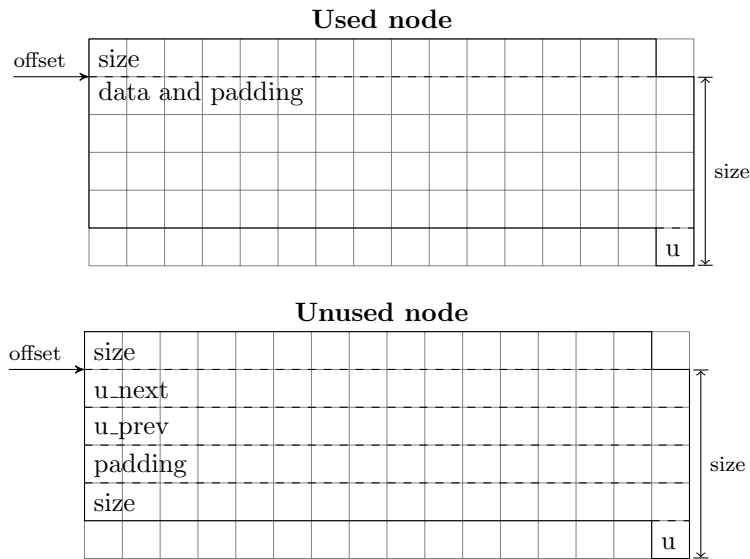 Used node
offset
size
data and padding
size
u
Unused node
offset
size
u_next
u_prev
padding
size
size
u